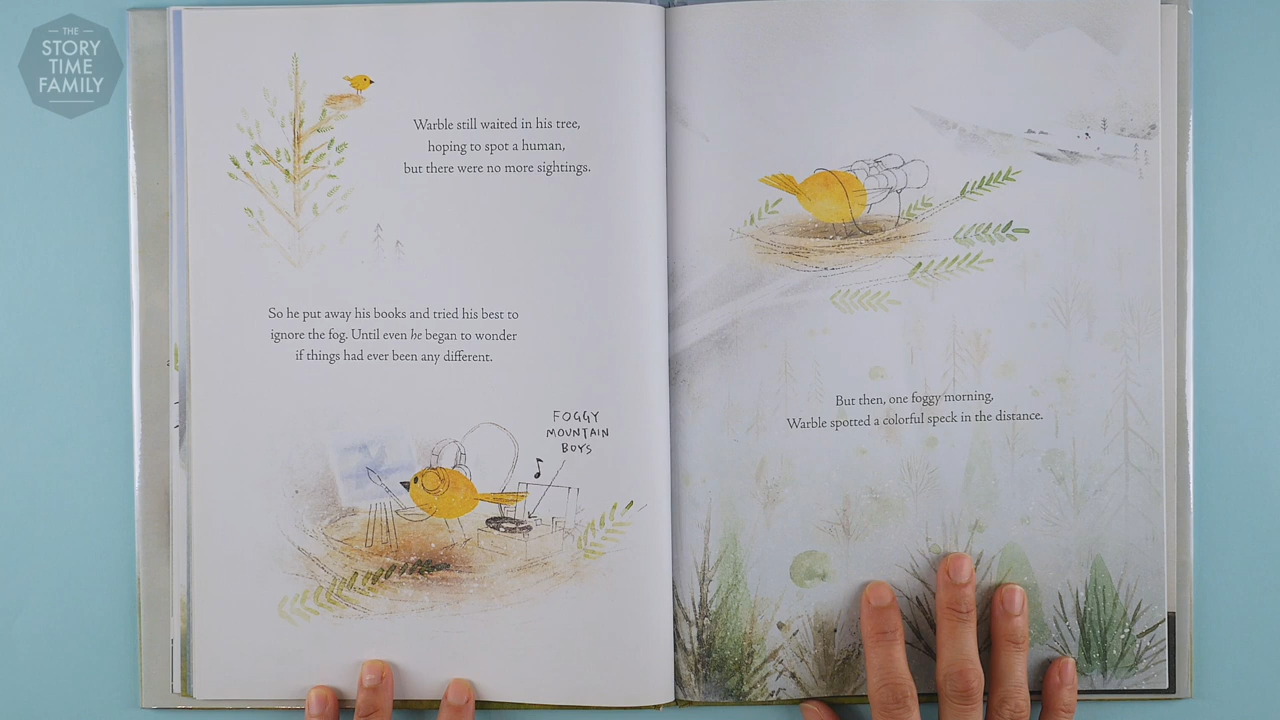 THE
STORY
TIME
FAMILY
Warble still waited in his tree,
hoping to spot a human,
but there were no more sightings.
So he put away his books and tried his best to
ignore the fog. Until even he began to wonder
if things had ever been any different.
FOGGY
MOUNTAIN
BOYS
But then, one foggy morning,
Warble spotted a colorful speck in the distance.